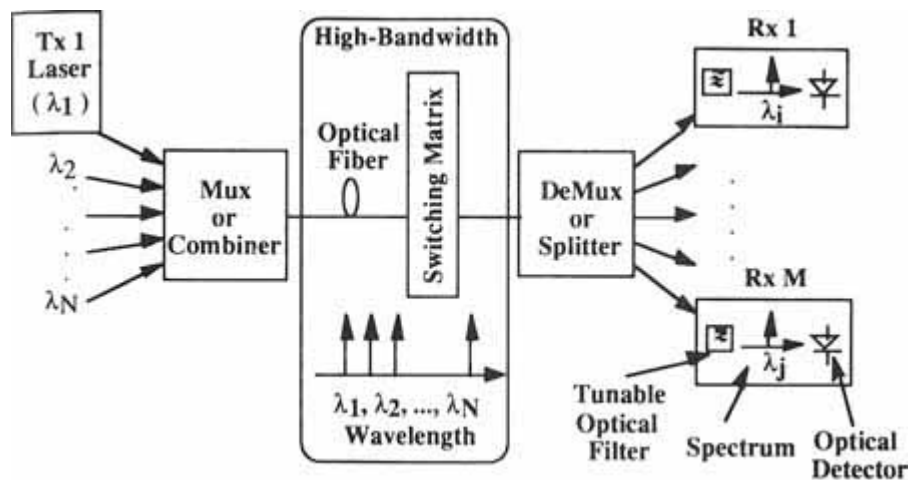 Tx 1
Laser
(λ1)
λ2
λN
Mux
or
Combiner
High-Bandwidth
Optical
Fiber
Switching Matrix
λ1, λ2, ..., λN
Wavelength
DeMux
or
Splitter
Rx 1
λi
Rx M
λj
Tunable
Optical
Filter
Spectrum
Optical
Detector